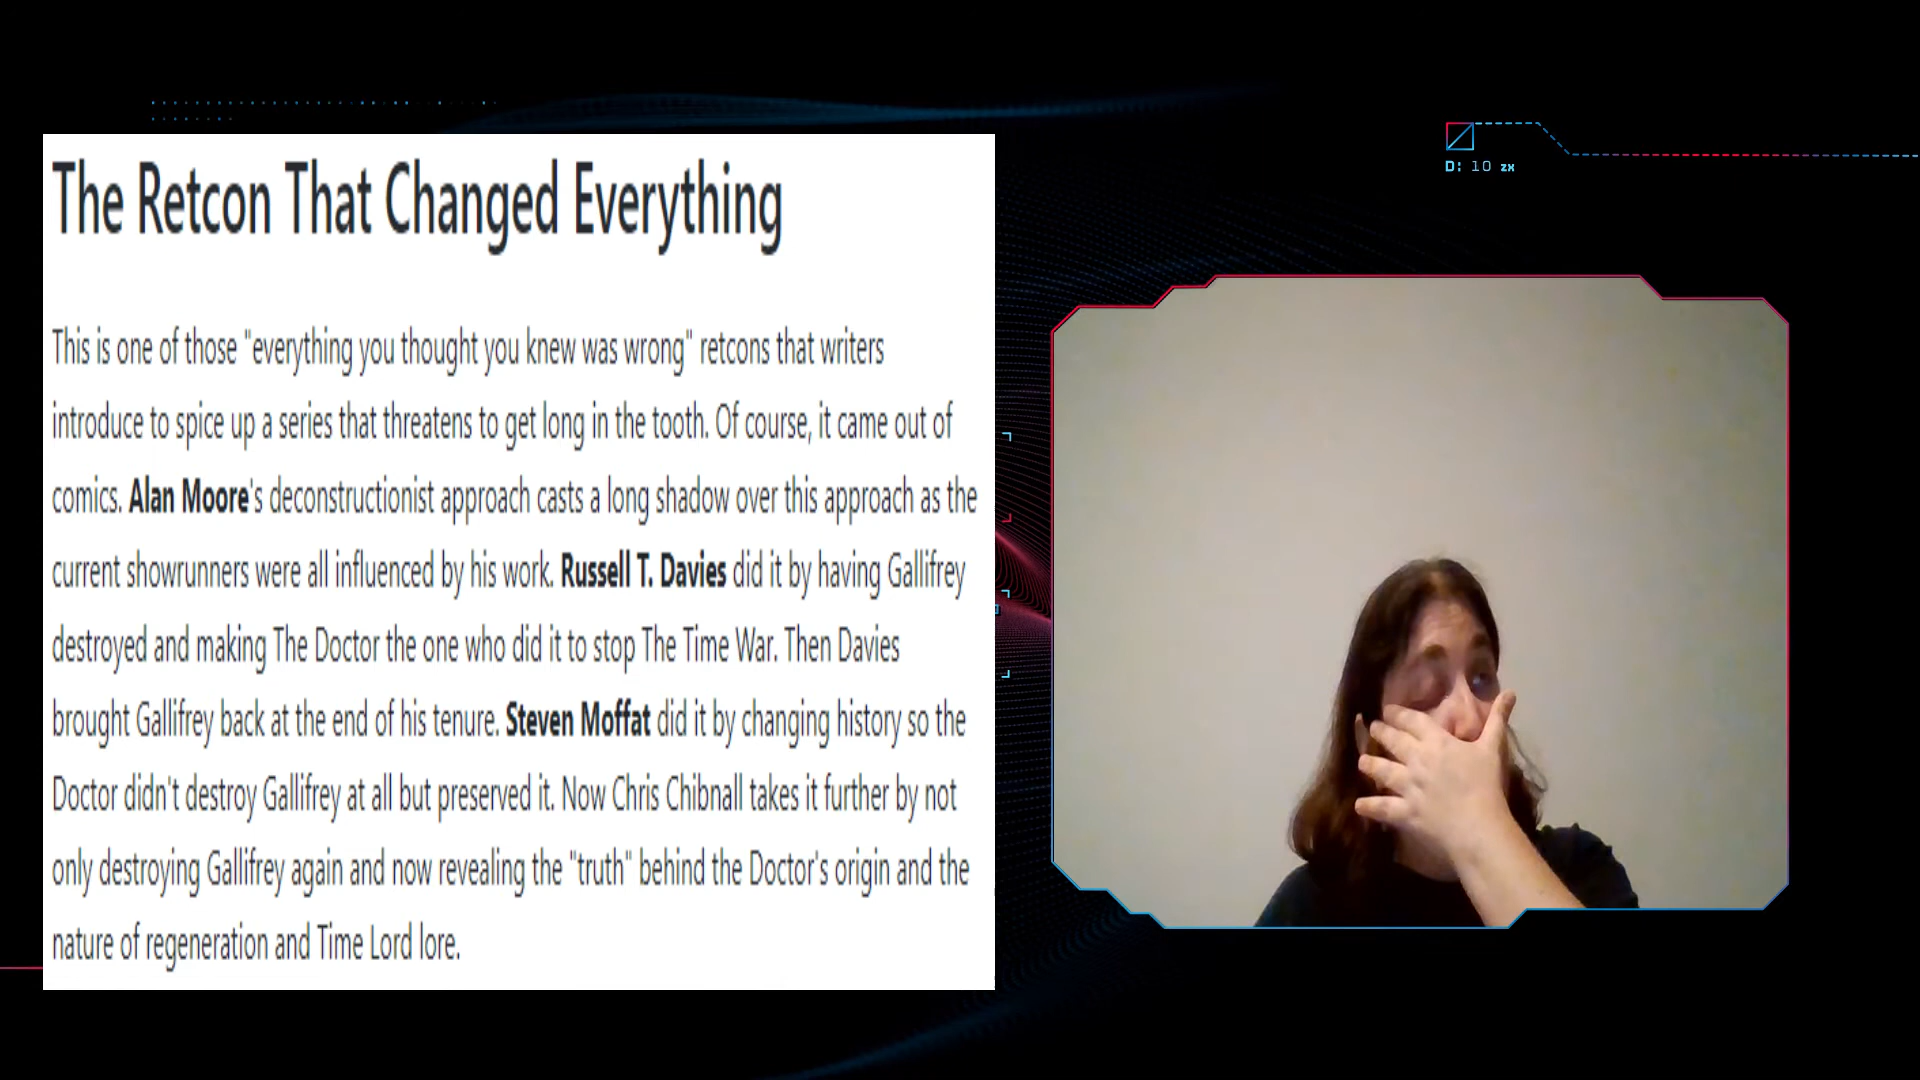 The Retcon That Changed Everything
This is one of those "everything you thought you knew was wrong" retcons that writers
introduce to spice up a series that threatens to get long in the tooth. Of course, it came out of
comics. Alan Moore's deconstructionist approach casts a long shadow over this approach as the
current showrunners were all influenced by his work. Russell T. Davies did it by having Gallifrey
destroyed and making The Doctor the one who did it to stop The Time War. Then Davies
brought Gallifrey back at the end of his tenure. Steven Moffat did it by changing history so the
Doctor didn't destroy Gallifrey at all but preserved it. Now Chris Chibnall takes it further by not
only destroying Gallifrey again and now revealing the "truth" behind the Doctor's origin and the
nature of regeneration and Time Lord lore.
D: 10 zx